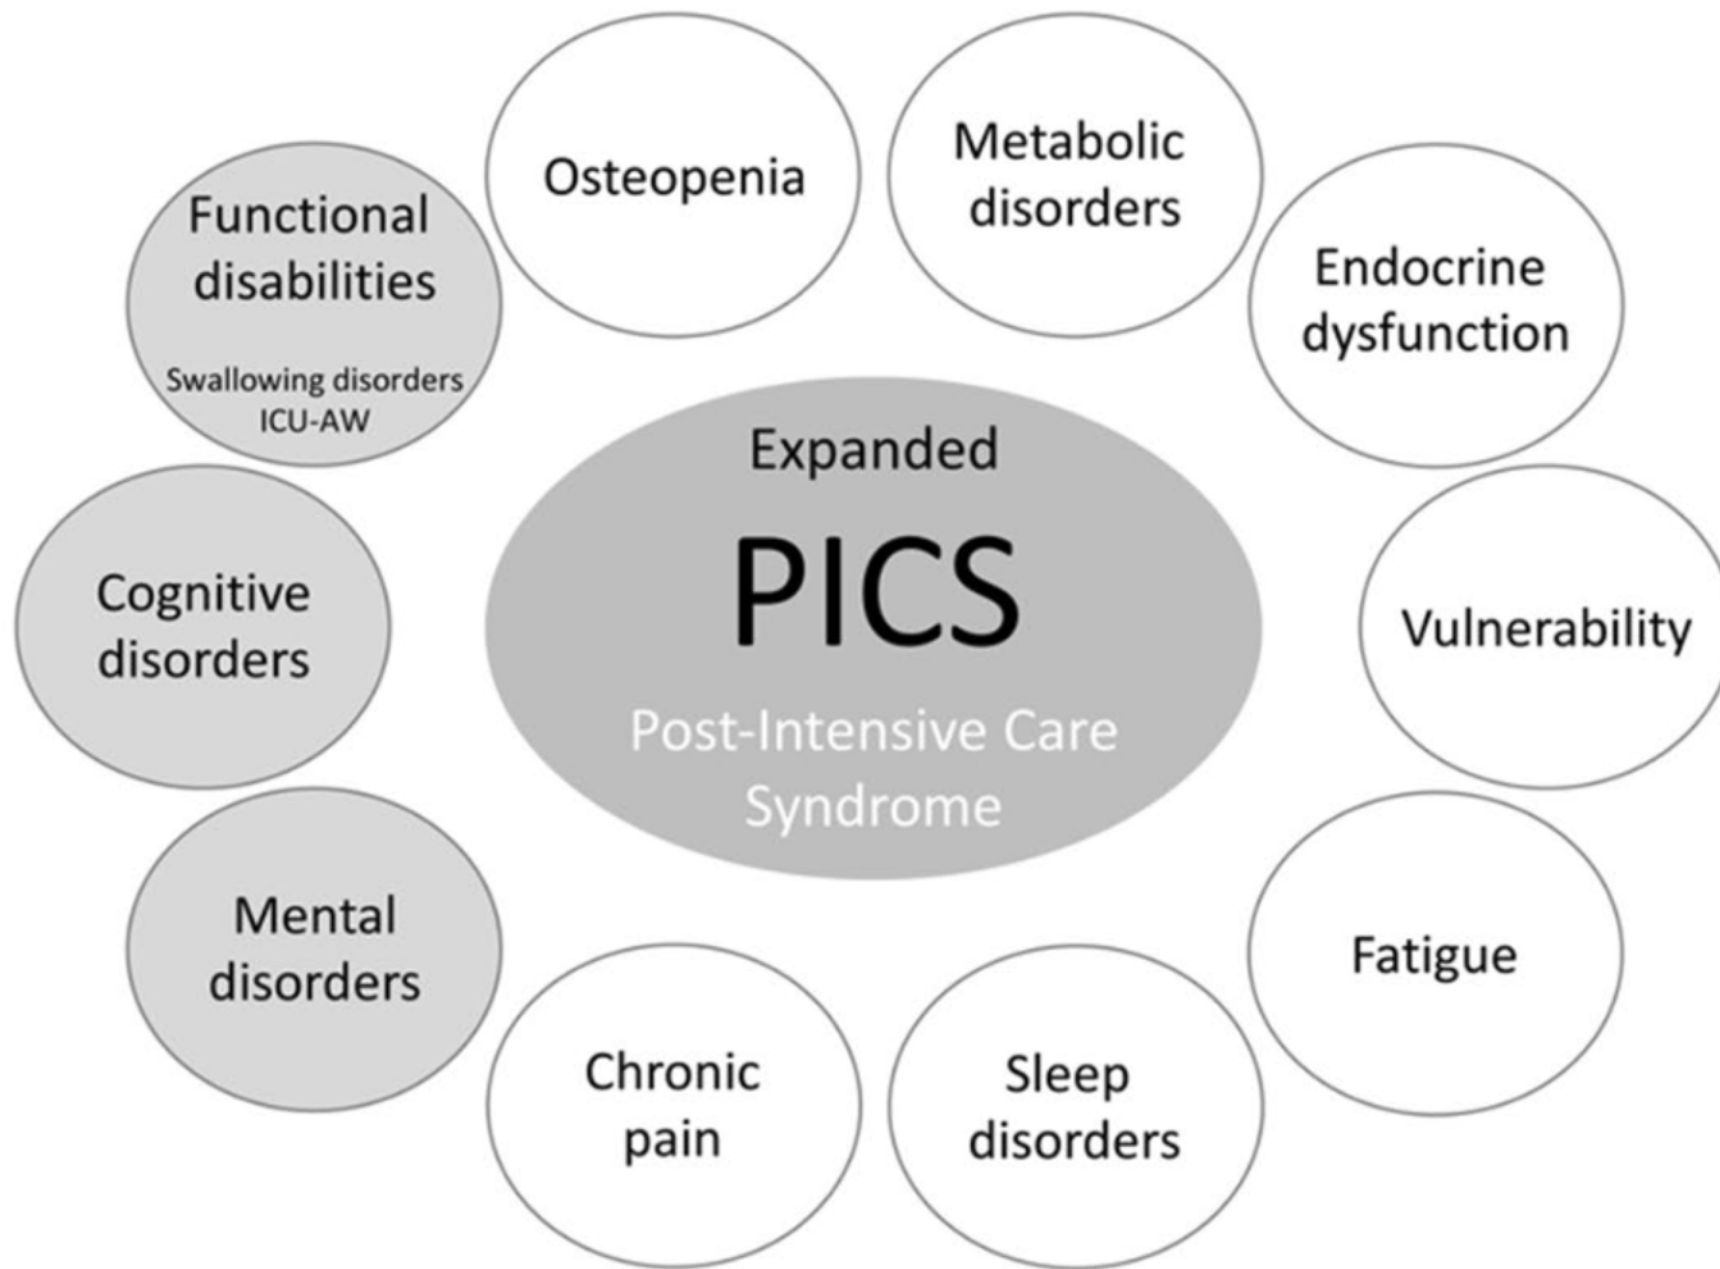 Osteopenia
Metabolic
disorders
Functional
disabilities
Swallowing disorders
ICU-AW
Endocrine
dysfunction
Expanded
PICS
Post-Intensive Care
Syndrome
Cognitive
disorders
Vulnerability
Mental
disorders
Fatigue
Chronic
pain
Sleep
disorders